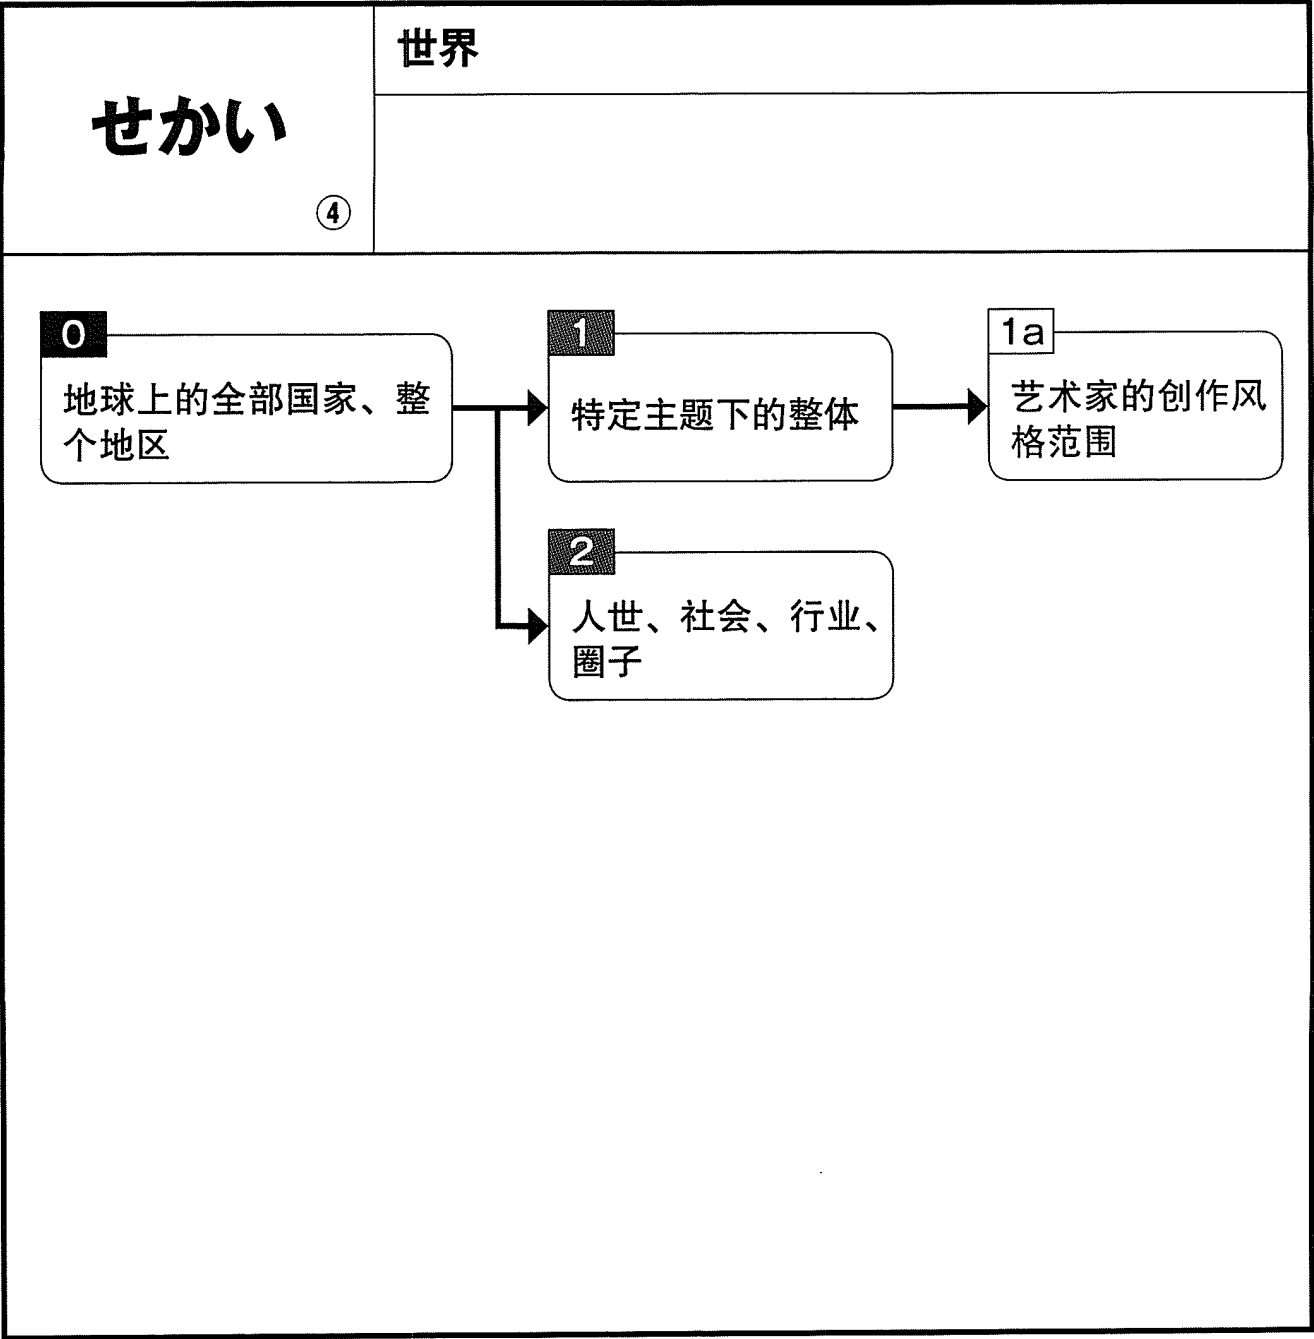 せかい
④
世界
0
地球上的全部国家、整
个地区
1
特定主题下的整体
1a
艺术家的创作风
格范围
2
人世、社会、行业、
圈子